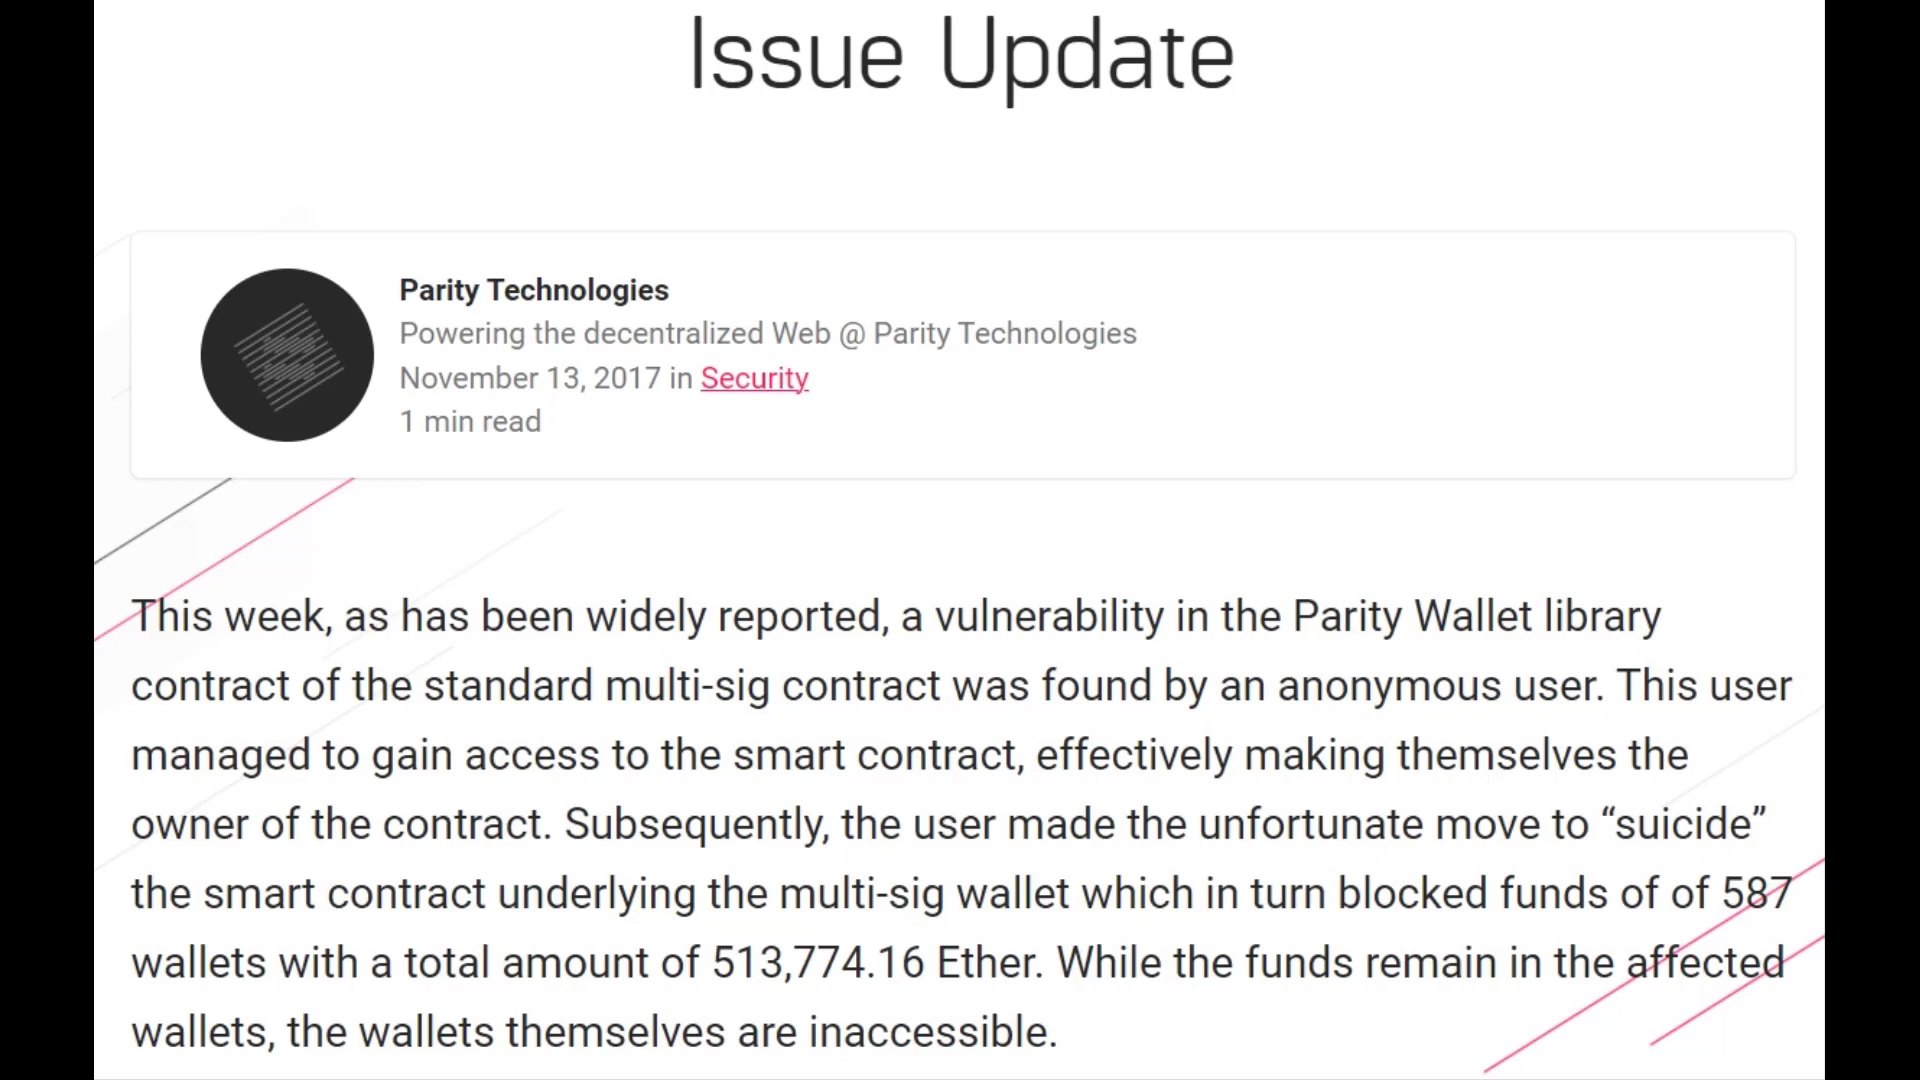 Issue Update
Parity Technologies
Powering the decentralized Web @ Parity Technologies
November 13, 2017 in Security
1 min read
This week, as has been widely reported, a vulnerability in the Parity Wallet library
contract of the standard multi-sig contract was found by an anonymous user. This user
managed to gain access to the smart contract, effectively making themselves the
owner of the contract. Subsequently, the user made the unfortunate move to “suicide”
the smart contract underlying the multi-sig wallet which in turn blocked funds of of 587
wallets with a total amount of 513,774.16 Ether. While the funds remain in the affected
wallets, the wallets themselves are inaccessible.